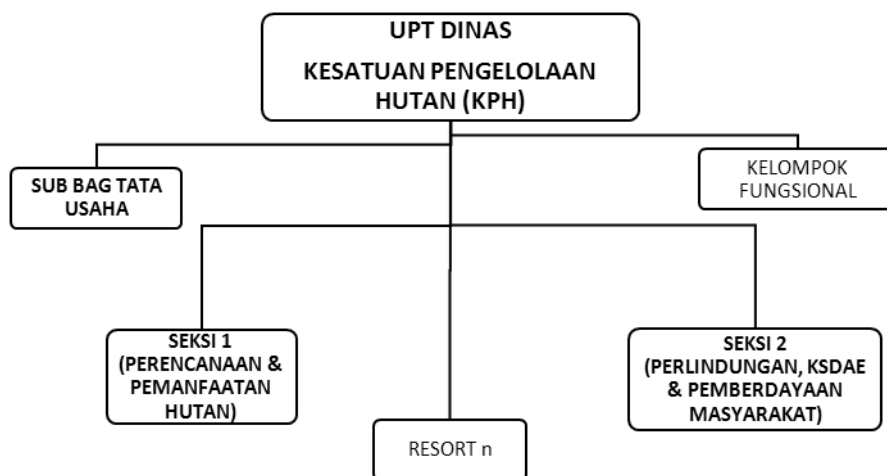 UPT DINAS
KESATUAN PENGELOLAAN
HUTAN (KPH)
SUB BAG TATA
USAHA
KELOMPOK
FUNGSIONAL
SEKSI 1
(PERENCANAAN &
PEMANFAATAN
HUTAN)
SEKSI 2
(PERLINDUNGAN, KSDAE
& PEMBERDAYAAN
MASYARAKAT)
RESORT n